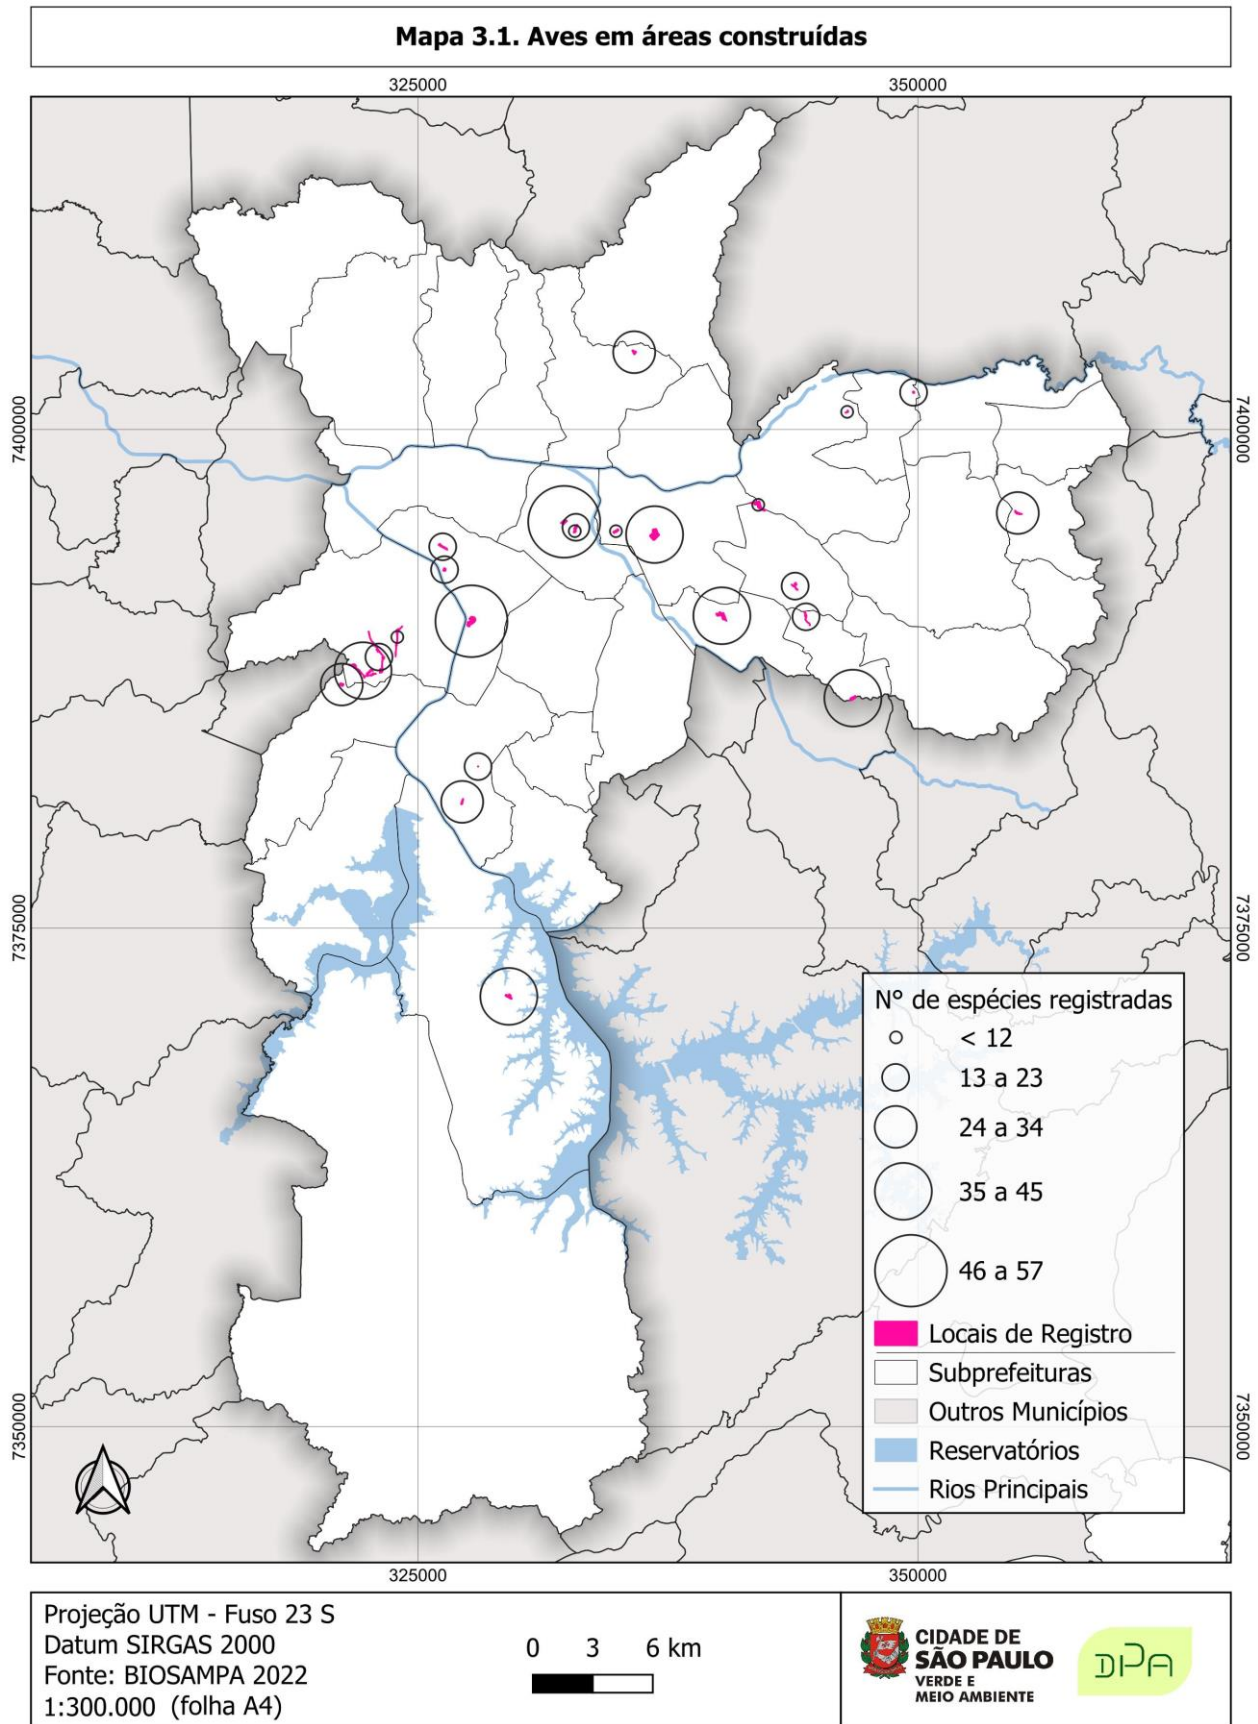 Mapa 3.1. Aves em áreas construídas
325000
350000
7400000
7400000
7375000
7375000
7350000
7350000
N° de espécies registradas
< 12
13 a 23
24 a 34
35 a 45
46 a 57
Locais de Registro
Subprefeituras
Outros Municípios
Reservatórios
Rios Principais
325000
350000
Projeção UTM - Fuso 23 S
Datum SIRGAS 2000
Fonte: BIOSAMPA 2022
1:300.000 (folha A4)
0 3 6 km
CIDADE DE
SÃO PAULO
VERDE E
MEIO AMBIENTE
DPA